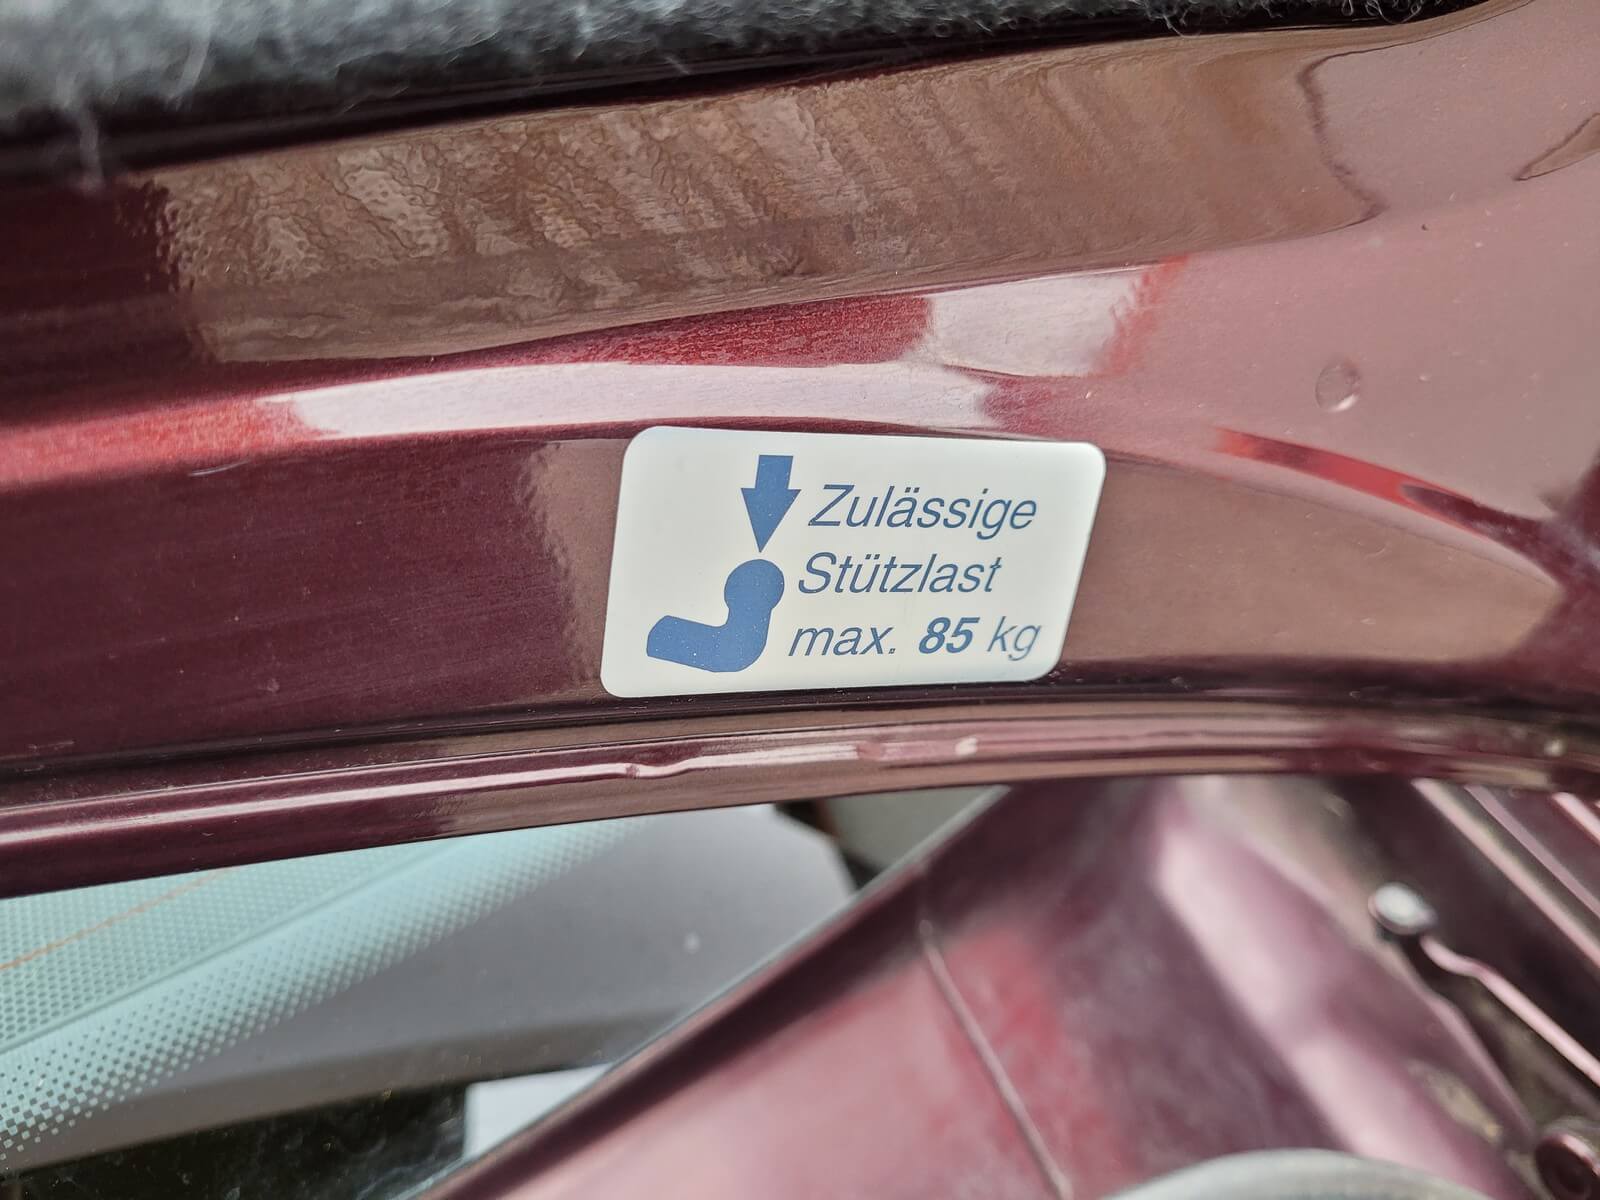 Zulässige
Stützlast
max. 85 kg